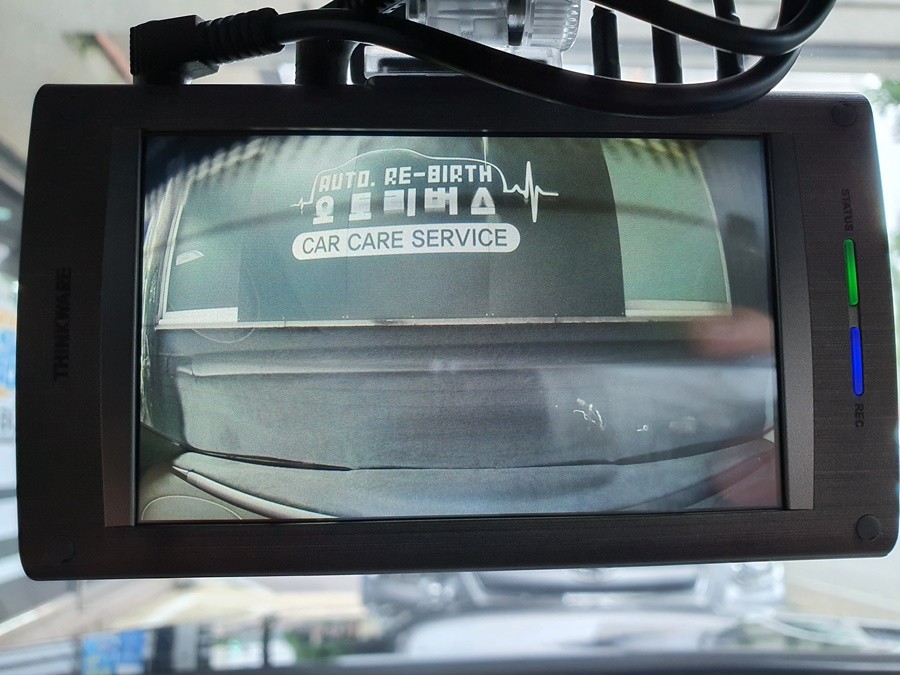 AUTO. RE-BIRTH
오토리버스
CAR CARE SERVICE
THINKWARE
STATUS
REC